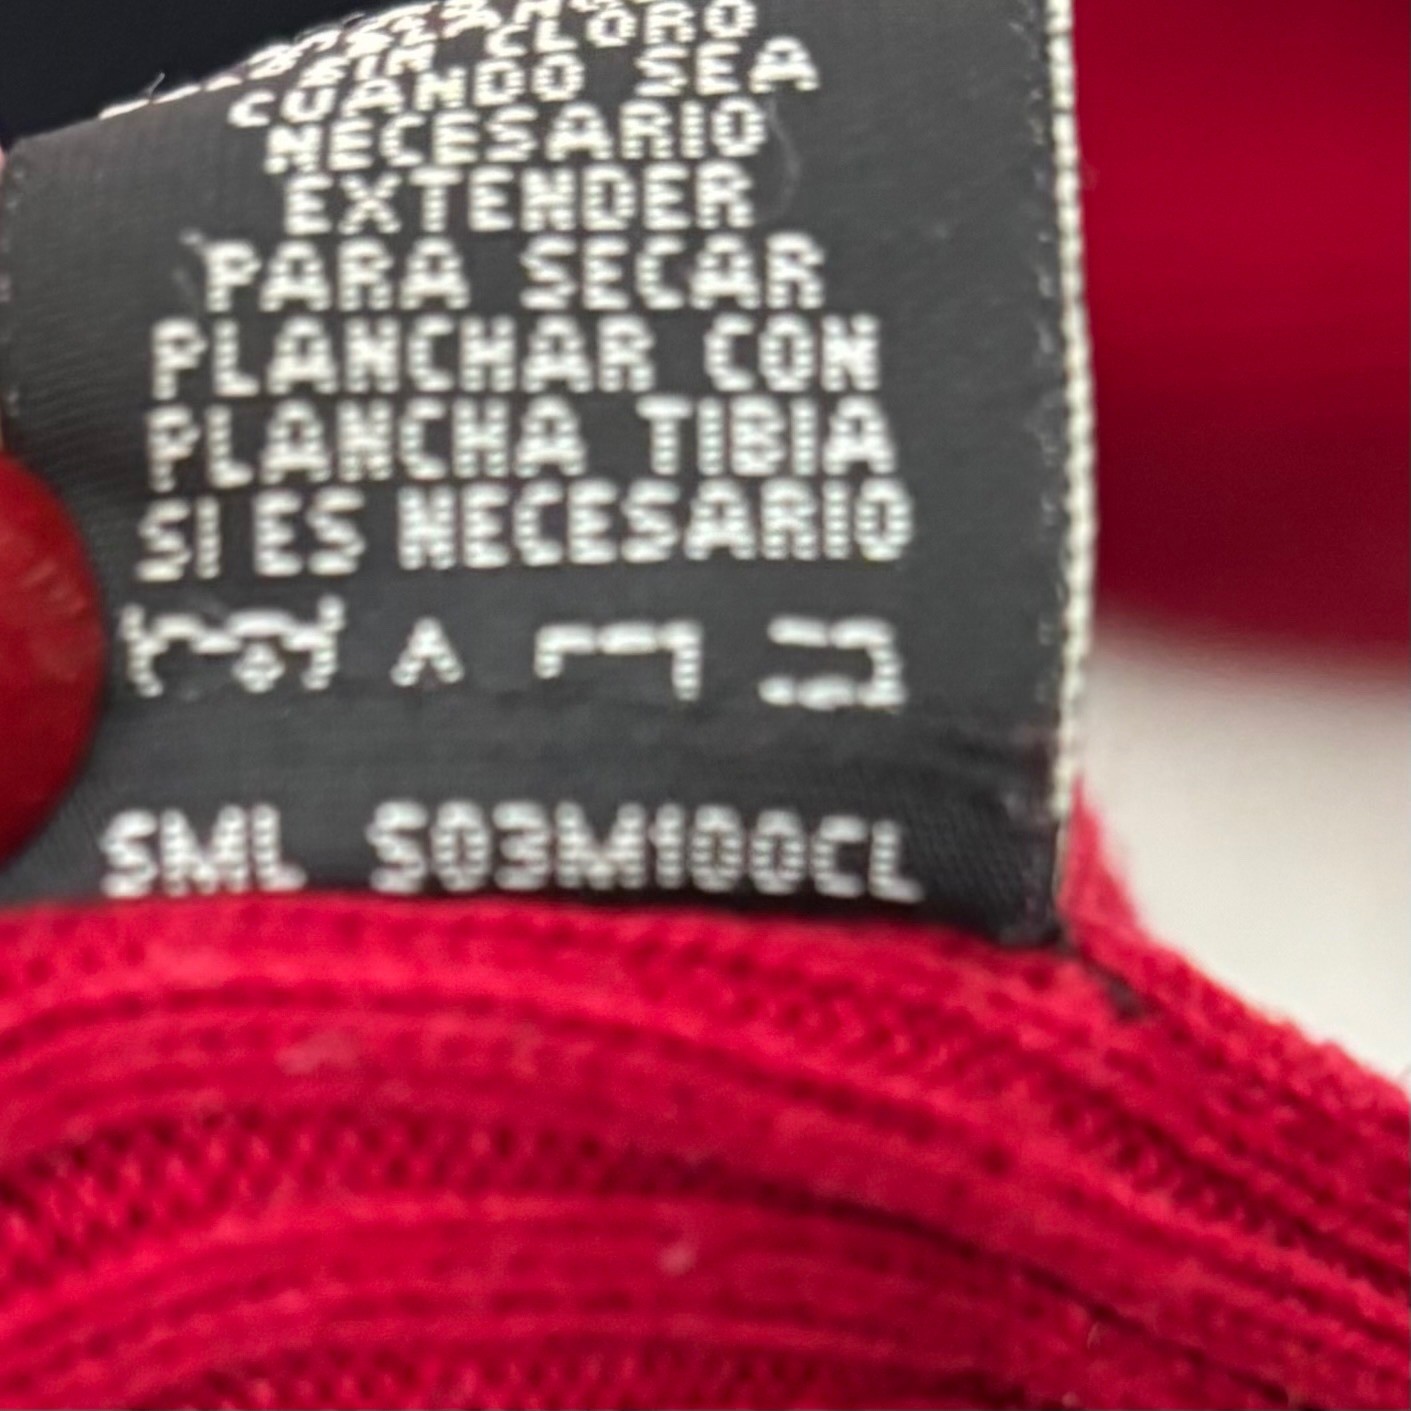 SIN CLORO
CUANDO SEA
NECESARIO
EXTENDER
PARA SECAR
PLANCHAR CON
PLANCHA TIBIA
SI ES NECESARIO
SML S03M100CL